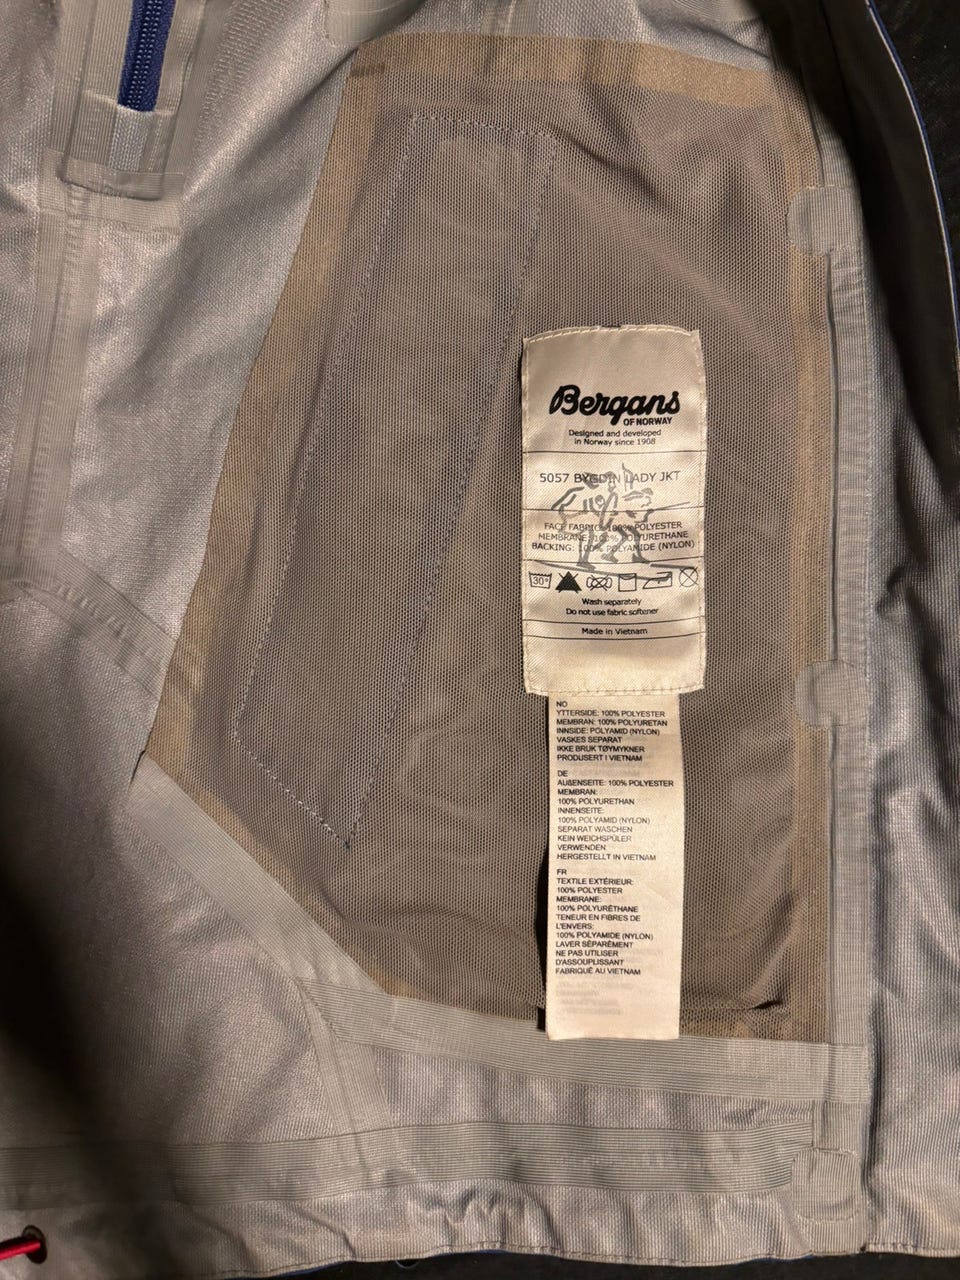 Bergans
OF NORWAY
Designed and developed
in Norway since 1908
5057 BYGDIN LADY JKT
FACE FABRIC: 100% POLYESTER
MEMBRANE: 100% POLYURETHANE
BACKING: 100% POLYAMIDE (NYLON)
30°
Wash separately
Do not use fabric softener
Made in Vietnam
NO
YTTERSIDE: 100% POLYESTER
MEMBRAN: 100% POLYURETAN
INNSIDE: POLYAMID (NYLON)
VASKES SEPARAT
IKKE BRUK TØYMYKNER
PRODUSERT I VIETNAM
DE
AUßENSEITE: 100% POLYESTER
MEMBRAN:
100% POLYURETHAN
INNENSEITE:
100% POLYAMID (NYLON)
SEPARAT WASCHEN
KEIN WEICHSPÜLER
VERWENDEN
HERGESTELLT IN VIETNAM
FR
TEXTILE EXTÉRIEUR:
100% POLYESTER
MEMBRANE:
100% POLYURÉTHANE
TENEUR EN FIBRES DE
L'ENVERS:
100% POLYAMIDE (NYLON)
LAVER SÉPARÉMENT
NE PAS UTILISER
D'ASSOUPLISSANT
FABRIQUÉ AU VIETNAM